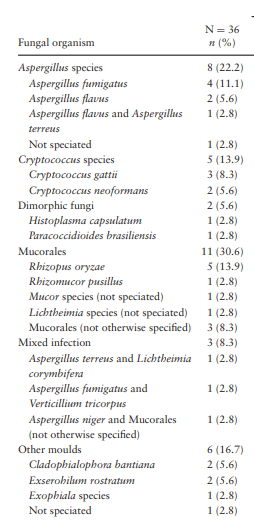 N = 36
Fungal organism n (%)
Aspergillus species 8 (22.2)
Aspergillus fumigatus 4 (11.1)
Aspergillus flavus 2 (5.6)
Aspergillus flavus and Aspergillus 1 (2.8)
terreus
Not speciated 1 (2.8)
Cryptococcus species 5 (13.9)
Cryptococcus gattii 3 (8.3)
Cryptococcus neoformans 2 (5.6)
Dimorphic fungi 2 (5.6)
Histoplasma capsulatum 1 (2.8)
Paracoccidioides brasiliensis 1 (2.8)
Mucorales 11 (30.6)
Rhizopus oryzae 5 (13.9)
Rhizomucor pusillus 1 (2.8)
Mucor species (not speciated) 1 (2.8)
Lichtheimia species (not speciated) 1 (2.8)
Mucorales (not otherwise specified) 3 (8.3)
Mixed infection 3 (8.3)
Aspergillus terreus and Lichtheimia 1 (2.8)
corymbifera
Aspergillus fumigatus and 1 (2.8)
Verticillium tricorpus
Aspergillus niger and Mucorales 1 (2.8)
(not otherwise specified)
Other moulds 6 (16.7)
Cladophialophora bantiana 2 (5.6)
Exserohilum rostratum 2 (5.6)
Exophiala species 1 (2.8)
Not speciated 1 (2.8)